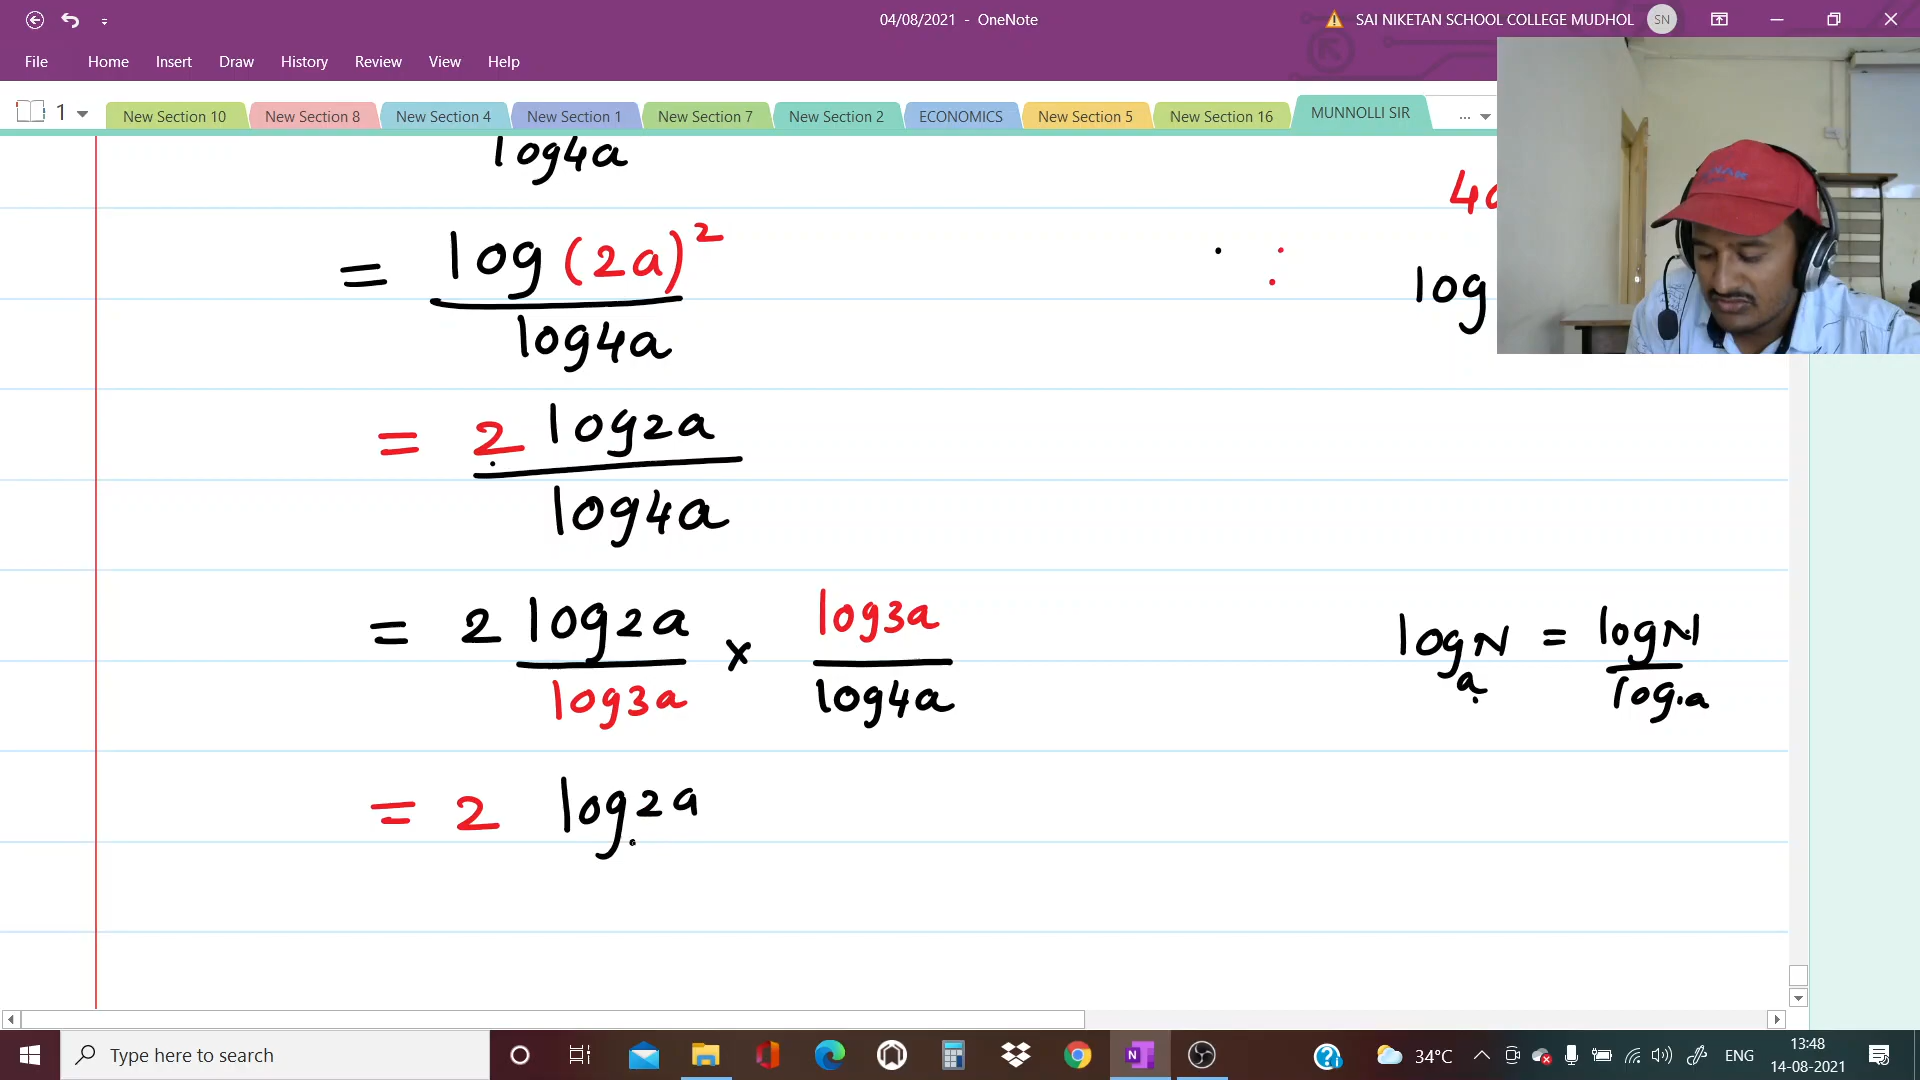 04/08/2021 - OneNote
SAI NIKETAN SCHOOL COLLEGE MUDHOL SN
File Home Insert Draw History Review View Help
1 New Section 10 New Section 8 New Section 4 New Section 1 New Section 7 New Section 2 ECONOMICS New Section 5 New Section 16 MUNNOLLI SIR ...
log4a
= log (2a)²
log4a
log
= 2 log2a
log4a
= 2 log2a × log3a
log3a log4a
logN = logN
a loga
= 2 log2a
Type here to search
34°C ENG 13:48
14-08-2021